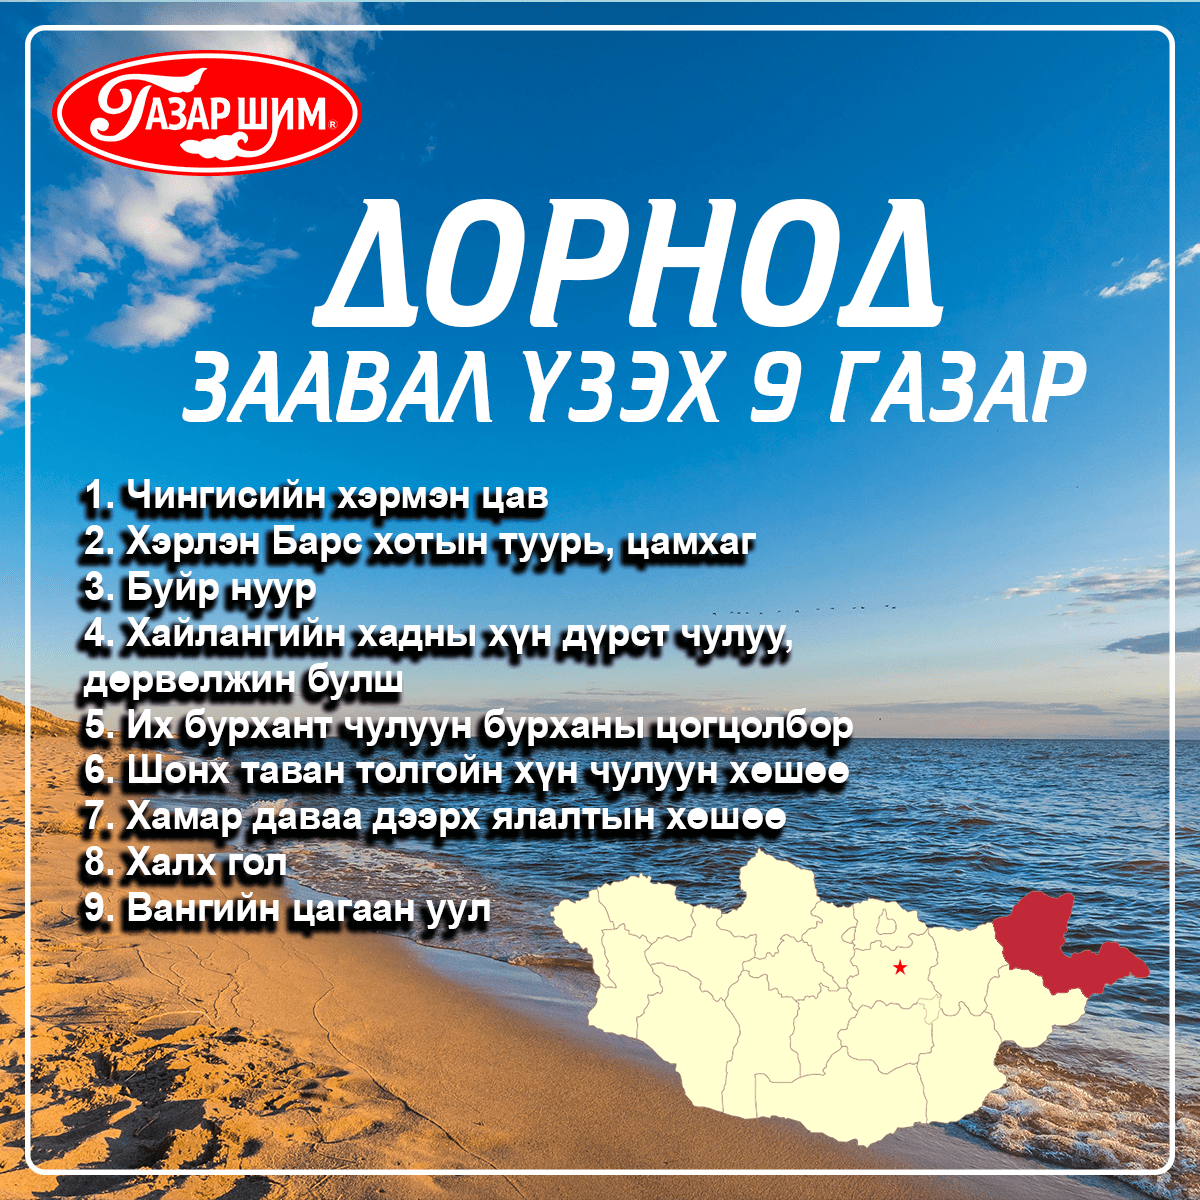 ГАЗАР ШИМ®
ДОРНОД
ЗААВАЛ ҮЗЭХ 9 ГАЗАР
1. Чингисийн хэрмэн цав
2. Хэрлэн Барс хотын туурь, цамхаг
3. Буйр нуур
4. Хайлангийн хадны хүн дүрст чулуу,
дөрвөлжин булш
5. Их бурхант чулуун бурханы цогцолбор
6. Шонх таван толгойн хүн чулуун хөшөө
7. Хамар даваа дээрх ялалтын хөшөө
8. Халх гол
9. Вангийн цагаан уул